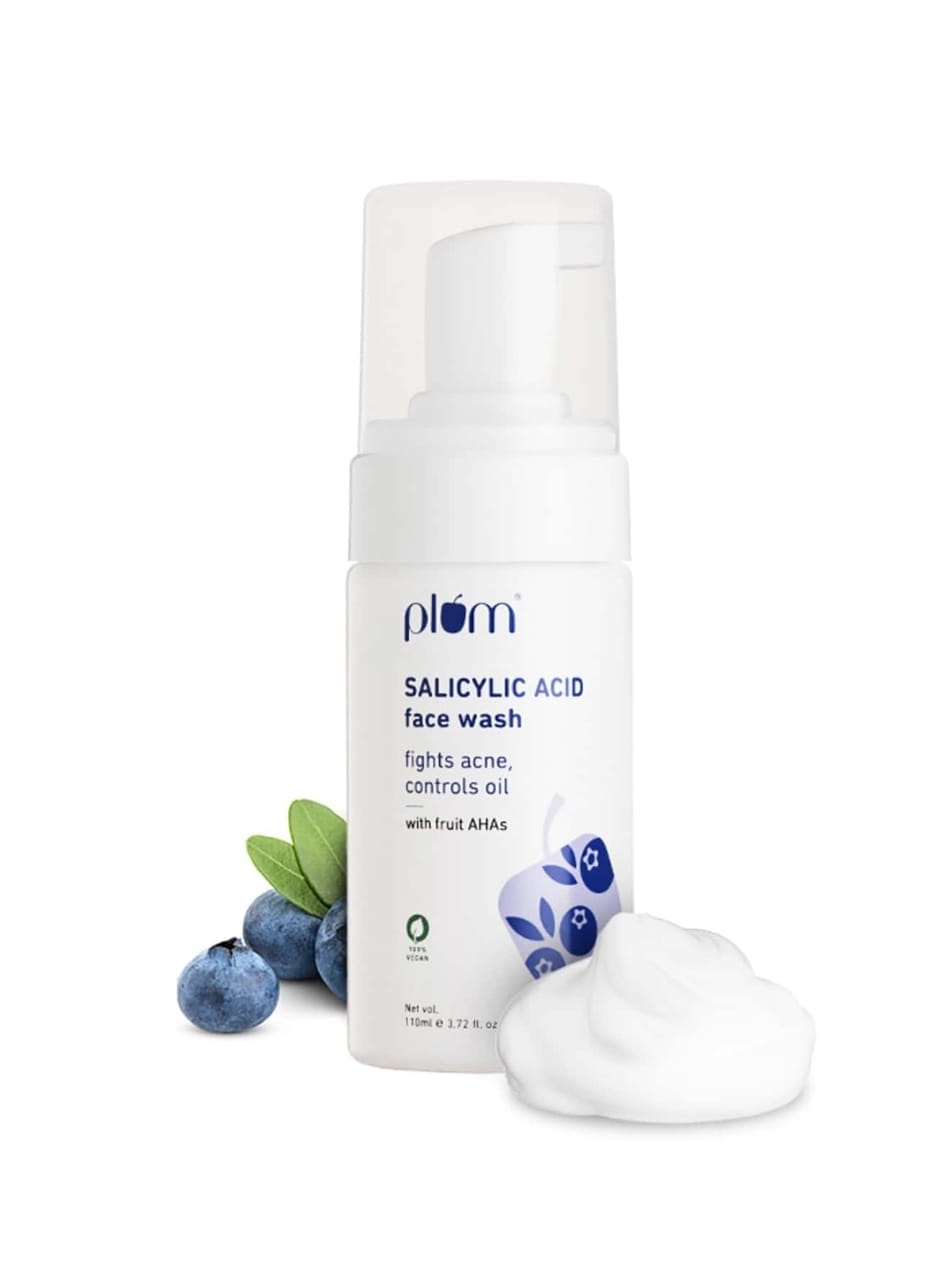 plum®
SALICYLIC ACID
face wash
fights acne,
controls oil
with fruit AHAs
100%
VEGAN
Net vol.
110ml ℮ 3.72 fl. oz